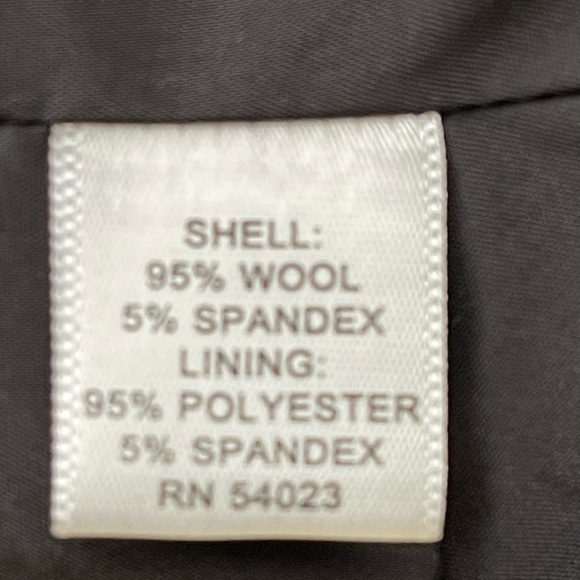 SHELL:
95% WOOL
5% SPANDEX
LINING:
95% POLYESTER
5% SPANDEX
RN 54023